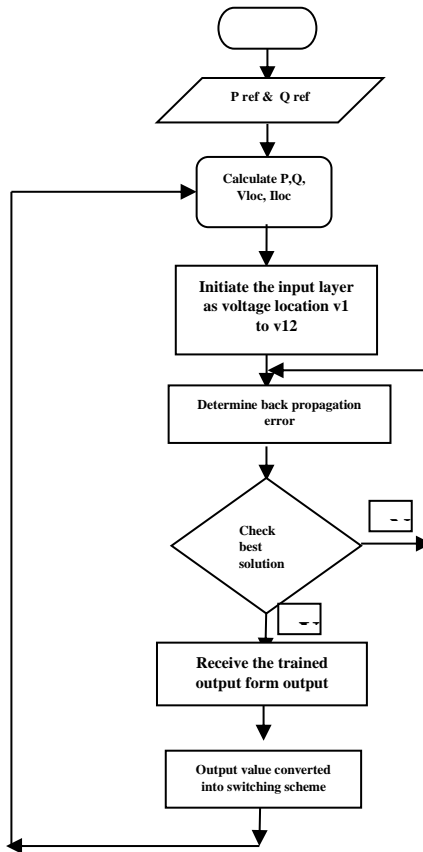 P ref & Q ref
Calculate P,Q,
Vloc, Iloc
Initiate the input layer
as voltage location v1
to v12
Determine back propagation
error
Check
best
solution
Receive the trained
output form output
Output value converted
into switching scheme